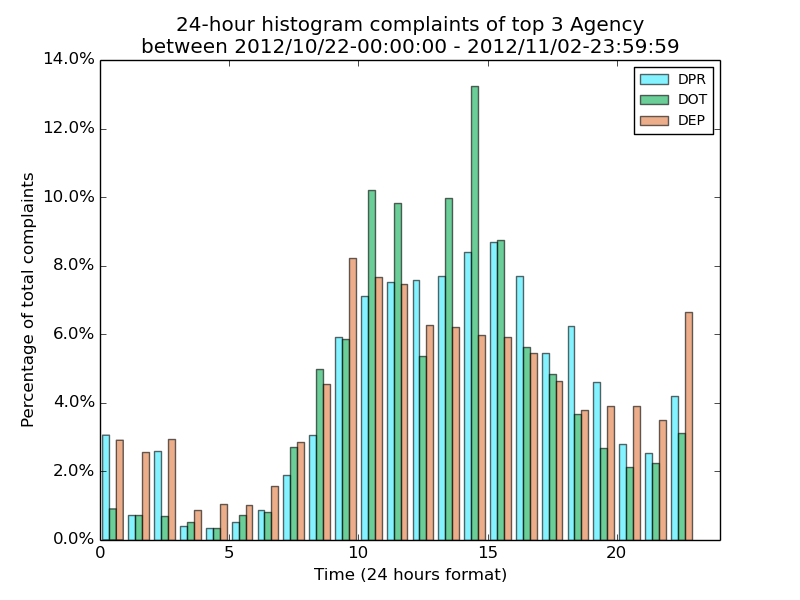 24-hour histogram complaints of top 3 Agency
between 2012/10/22-00:00:00 - 2012/11/02-23:59:59
14.0%
12.0%
10.0%
8.0%
6.0%
4.0%
2.0%
0.0%
Percentage of total complaints
DPR
DOT
DEP
0 5 10 15 20
Time (24 hours format)